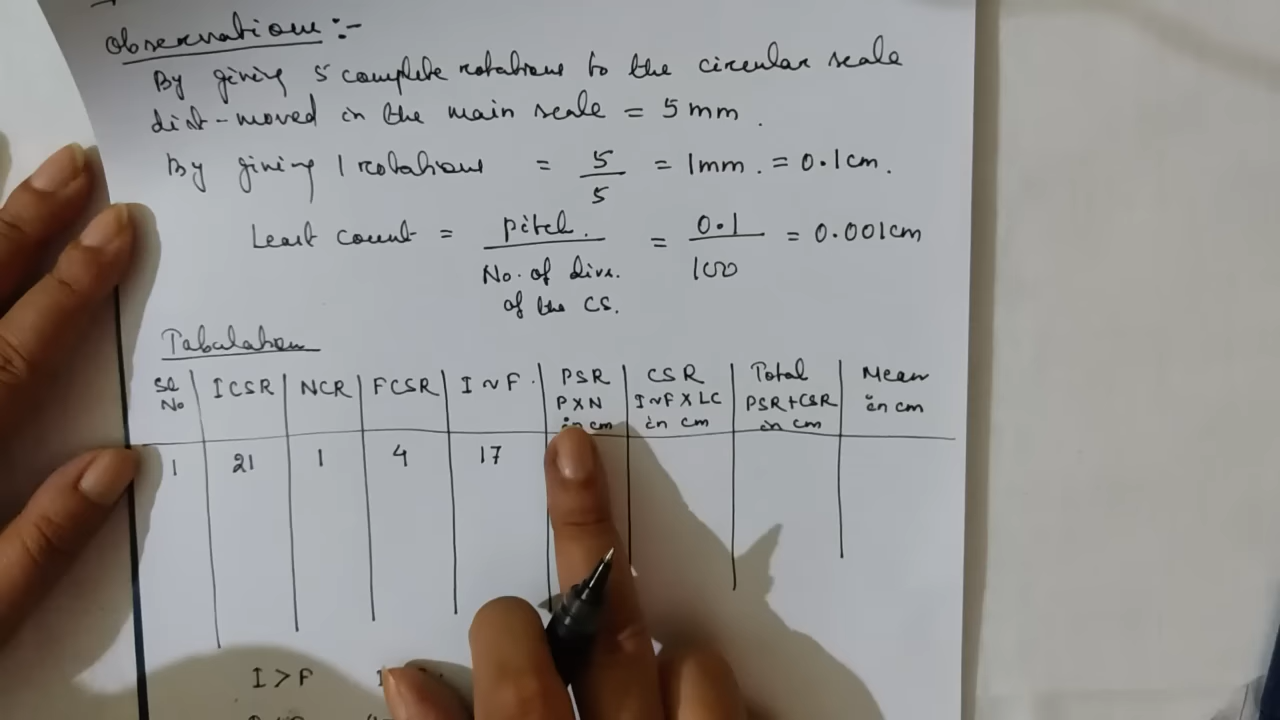 Observations :-
By giving 5 complete rotations to the circular scale
dist-moved in the main scale = 5 mm.
By giving 1 rotations = 5/5 = 1mm. = 0.1cm.
Least count = pitch. / No. of divs. of the CS. = 0.1/100 = 0.001cm
Tabulation
Sl No | ICSR | NCR | FCSR | I ~ F. | PSR P X N in cm | CSR I~F X LC in cm | Total PSR+CSR in cm | Mean in cm
1 | 21 | 1 | 4 | 17
I > F